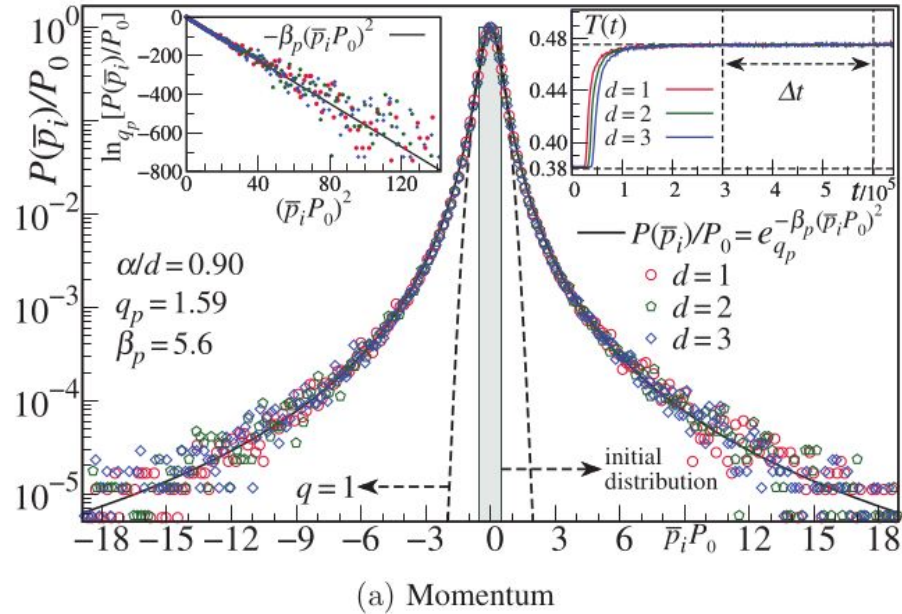 P(p̄ᵢ)/P₀
10⁰
10⁻²
10⁻³
10⁻⁴
10⁻⁵
ln_{q_p}[P(p̄ᵢ)/P₀]
0
−200
−400
−600
−800
−β_p(p̄ᵢP₀)²
0 40 80 120
(p̄ᵢP₀)²
T(t)
0.48
0.44
0.40
0.38
d = 1
d = 2
d = 3
Δt
0 1 2 3 4 5 t/10⁵
P(p̄ᵢ)/P₀ = e_{q_p}^{−β_p(p̄ᵢP₀)²}
d = 1
d = 2
d = 3
α/d = 0.90
q_p = 1.59
β_p = 5.6
q = 1
initial
distribution
−18 −15 −12 −9 −6 −3 0 3 6 p̄ᵢP₀ 12 15 18
(a) Momentum